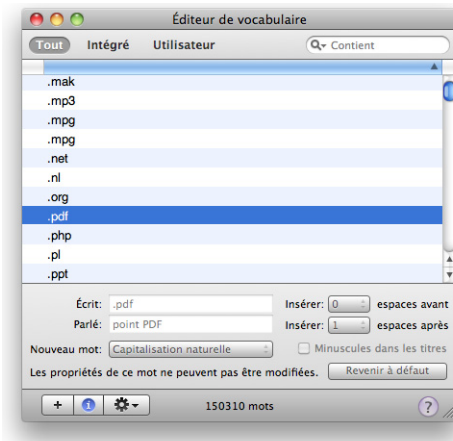 Éditeur de vocabulaire
Tout Intégré Utilisateur Contient
.mak
.mp3
.mpg
.mpg
.net
.nl
.org
.pdf
.php
.pl
.ppt
Écrit: .pdf Insérer: 0 espaces avant
Parlé: point PDF Insérer: 1 espaces après
Nouveau mot: Capitalisation naturelle Minuscules dans les titres
Les propriétés de ce mot ne peuvent pas être modifiées. Revenir à défaut
+ i 150310 mots ?